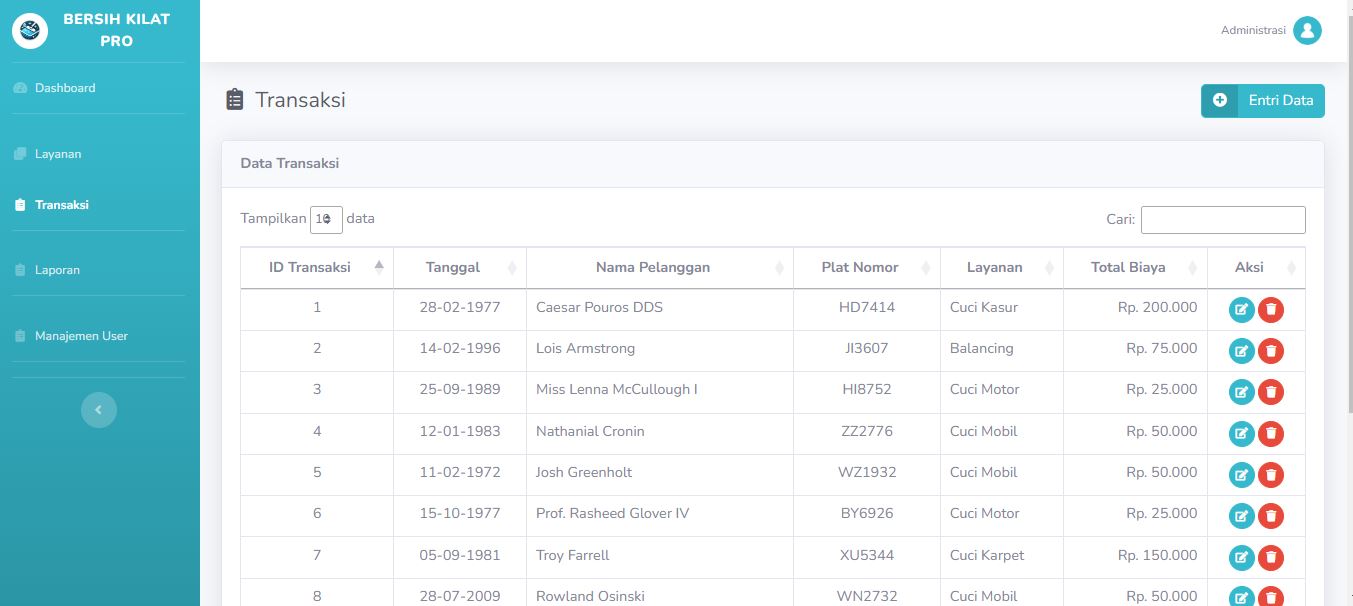 BERSIH KILAT
PRO
Administrasi
Dashboard
Layanan
Transaksi
Laporan
Manajemen User
Transaksi
Entri Data
Data Transaksi
Tampilkan 10 data
Cari:
ID Transaksi Tanggal Nama Pelanggan Plat Nomor Layanan Total Biaya Aksi
1 28-02-1977 Caesar Pouros DDS HD7414 Cuci Kasur Rp. 200.000
2 14-02-1996 Lois Armstrong JI3607 Balancing Rp. 75.000
3 25-09-1989 Miss Lenna McCullough I HI8752 Cuci Motor Rp. 25.000
4 12-01-1983 Nathanial Cronin ZZ2776 Cuci Mobil Rp. 50.000
5 11-02-1972 Josh Greenholt WZ1932 Cuci Mobil Rp. 50.000
6 15-10-1977 Prof. Rasheed Glover IV BY6926 Cuci Motor Rp. 25.000
7 05-09-1981 Troy Farrell XU5344 Cuci Karpet Rp. 150.000
8 28-07-2009 Rowland Osinski WN2732 Cuci Mobil Rp. 50.000